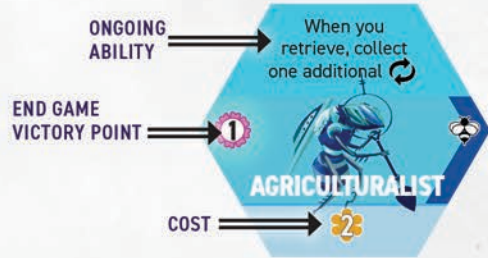 ONGOING
ABILITY
When you
retrieve, collect
one additional
END GAME
VICTORY POINT
1
AGRICULTURALIST
COST
2